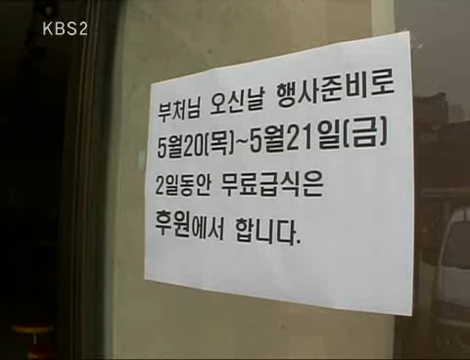 KBS2
부처님 오신날 행사준비로
5월20(목)~5월21일(금)
2일동안 무료급식은
후원에서 합니다.